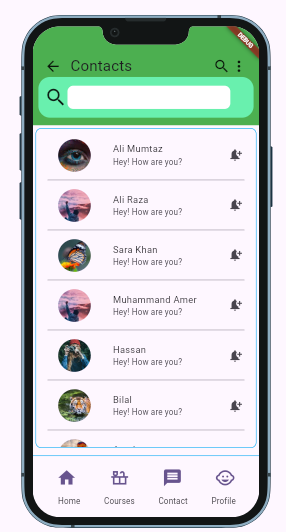 DEBUG
Contacts
Ali Mumtaz
Hey! How are you?
Ali Raza
Hey! How are you?
Sara Khan
Hey! How are you?
Muhammand Amer
Hey! How are you?
Hassan
Hey! How are you?
Bilal
Hey! How are you?
Home Courses Contact Profile